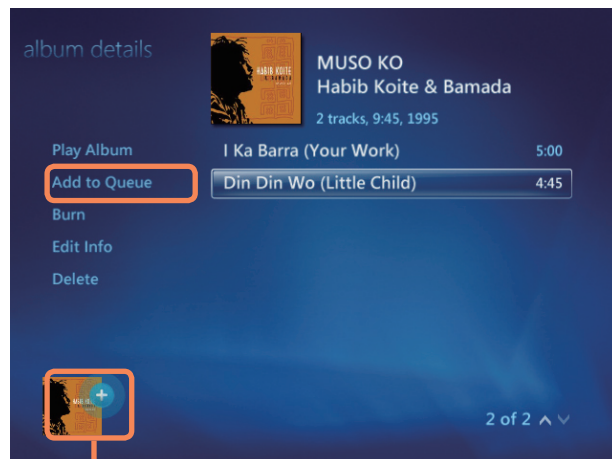 album details
HABIB KOITE
& BAMADA
MUSO KO
Habib Koite & Bamada
2 tracks, 9:45, 1995
Play Album
I Ka Barra (Your Work) 5:00
Add to Queue
Din Din Wo (Little Child) 4:45
Burn
Edit Info
Delete
2 of 2